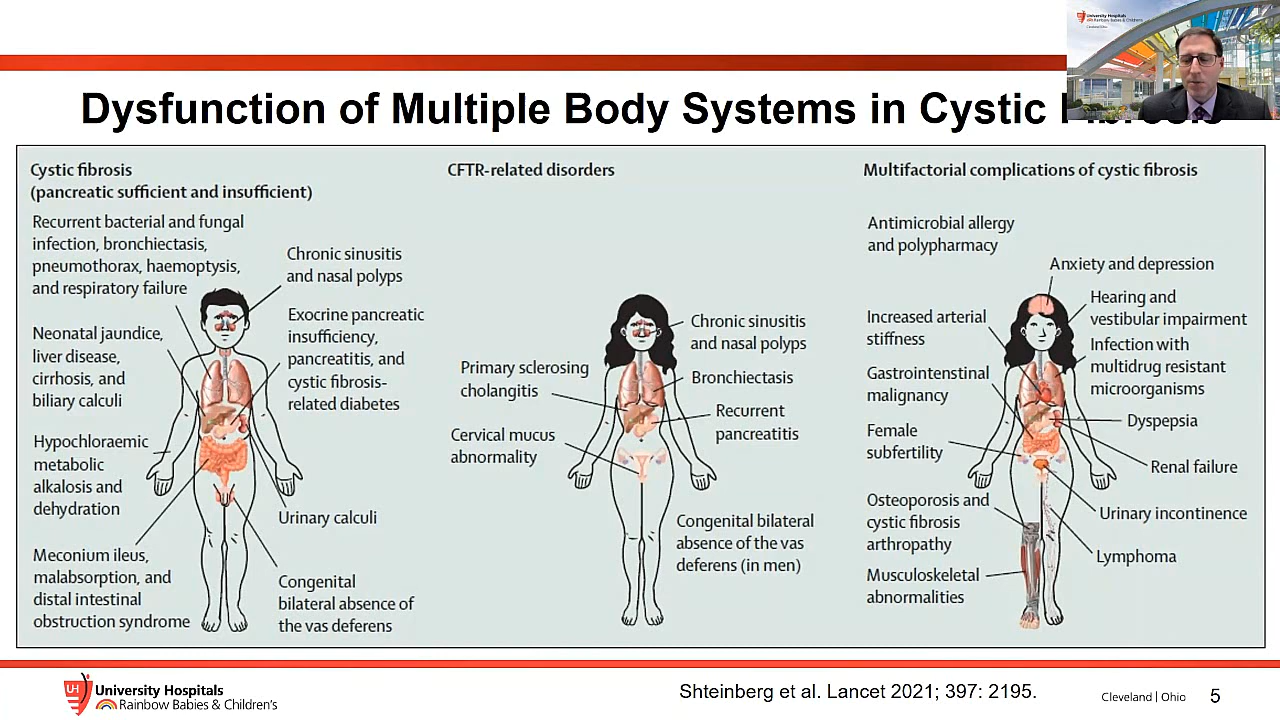 University Hospitals
Rainbow Babies & Children's
Dysfunction of Multiple Body Systems in Cystic
Cystic fibrosis
(pancreatic sufficient and insufficient)
Recurrent bacterial and fungal
infection, bronchiectasis,
pneumothorax, haemoptysis,
and respiratory failure
Chronic sinusitis
and nasal polyps
Neonatal jaundice,
liver disease,
cirrhosis, and
biliary calculi
Exocrine pancreatic
insufficiency,
pancreatitis, and
cystic fibrosis-
related diabetes
Hypochloraemic
metabolic
alkalosis and
dehydration
Urinary calculi
Meconium ileus,
malabsorption, and
distal intestinal
obstruction syndrome
Congenital
bilateral absence of
the vas deferens
CFTR-related disorders
Chronic sinusitis
and nasal polyps
Primary sclerosing
cholangitis
Bronchiectasis
Recurrent
pancreatitis
Cervical mucus
abnormality
Congenital bilateral
absence of the vas
deferens (in men)
Multifactorial complications of cystic fibrosis
Antimicrobial allergy
and polypharmacy
Anxiety and depression
Hearing and
vestibular impairment
Increased arterial
stiffness
Infection with
multidrug resistant
microorganisms
Gastrointenstinal
malignancy
Dyspepsia
Female
subfertility
Renal failure
Osteoporosis and
cystic fibrosis
arthropathy
Urinary incontinence
Lymphoma
Musculoskeletal
abnormalities
UH
University Hospitals
Rainbow Babies & Children's
Shteinberg et al. Lancet 2021; 397: 2195.
Cleveland | Ohio
5